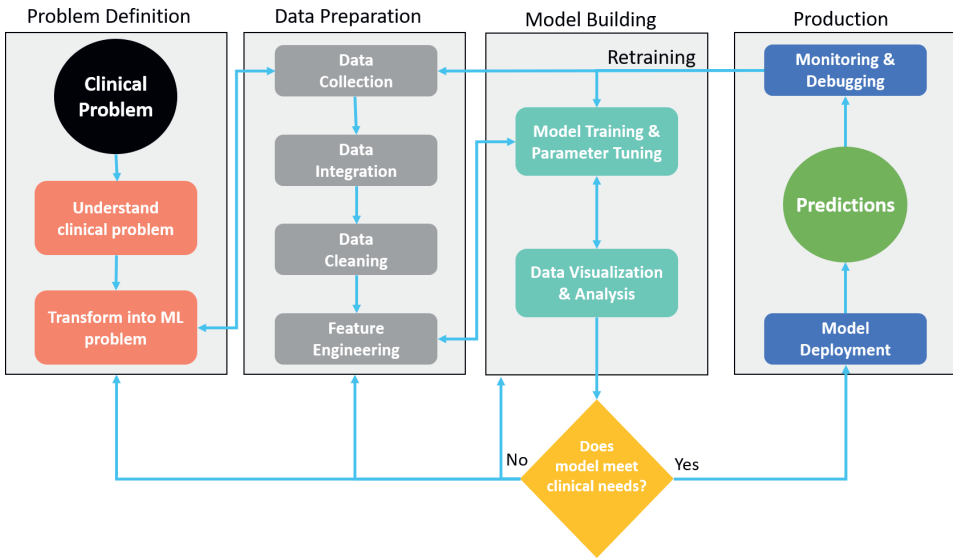 Problem Definition
Clinical
Problem
Understand
clinical problem
Transform into ML
problem
Data Preparation
Data
Collection
Data
Integration
Data
Cleaning
Feature
Engineering
Model Building
Retraining
Model Training &
Parameter Tuning
Data Visualization
& Analysis
Production
Monitoring &
Debugging
Predictions
Model
Deployment
Does
model meet
clinical needs?
No
Yes